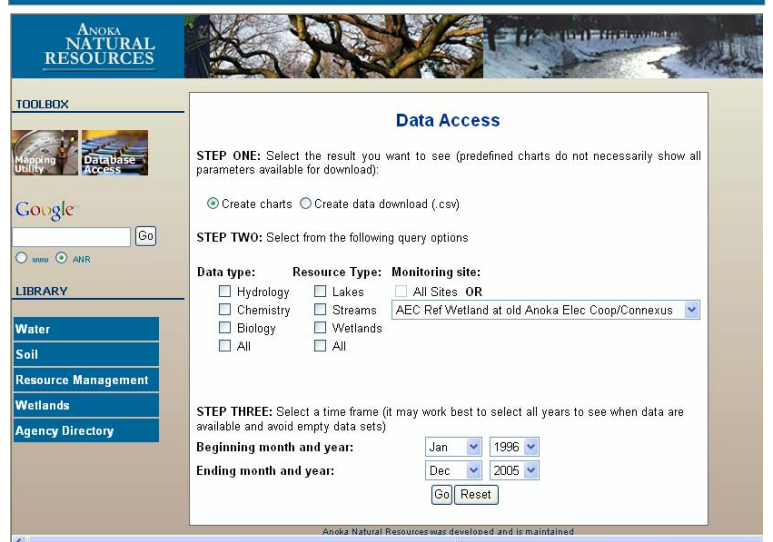 ANOKA
NATURAL
RESOURCES
TOOLBOX
Mapping
Utility
Database
Access
Google
Go
www ANR
LIBRARY
Water
Soil
Resource Management
Wetlands
Agency Directory
Data Access
STEP ONE: Select the result you want to see (predefined charts do not necessarily show all
parameters available for download):
Create charts Create data download (.csv)
STEP TWO: Select from the following query options
Data type: Resource Type: Monitoring site:
Hydrology Lakes All Sites OR
Chemistry Streams AEC Ref Wetland at old Anoka Elec Coop/Connexus
Biology Wetlands
All All
STEP THREE: Select a time frame (it may work best to select all years to see when data are
available and avoid empty data sets)
Beginning month and year: Jan 1996
Ending month and year: Dec 2005
Go Reset
Anoka Natural Resources was developed and is maintained